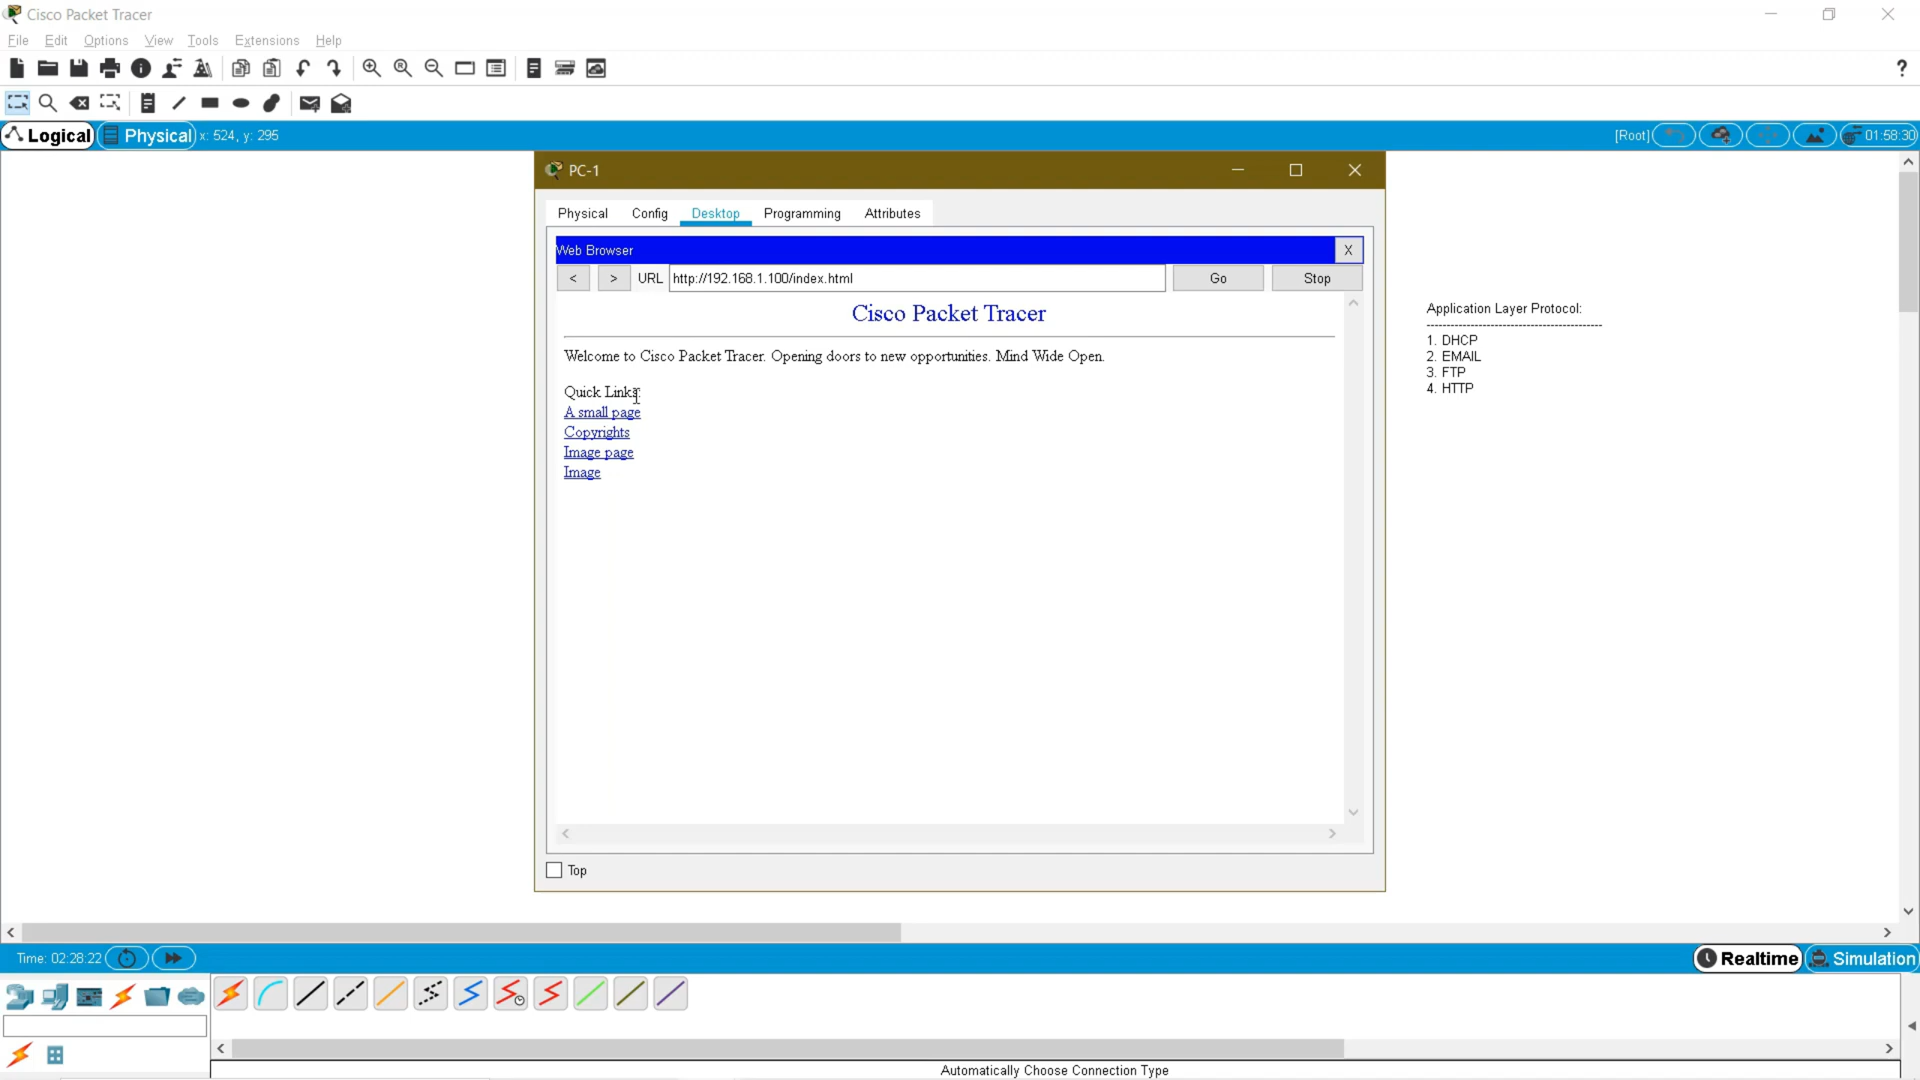 Cisco Packet Tracer
File Edit Options View Tools Extensions Help
?
Logical Physical x: 524, y: 295 [Root] 01:58:30
PC-1
Physical Config Desktop Programming Attributes
Web Browser X
< > URL http://192.168.1.100/index.html Go Stop
Cisco Packet Tracer
Welcome to Cisco Packet Tracer. Opening doors to new opportunities. Mind Wide Open.
Quick Links:
A small page
Copyrights
Image page
Image
Top
Application Layer Protocol:
--------------------------------------------
1. DHCP
2. EMAIL
3. FTP
4. HTTP
Time: 02:28:22 Realtime Simulation
Automatically Choose Connection Type